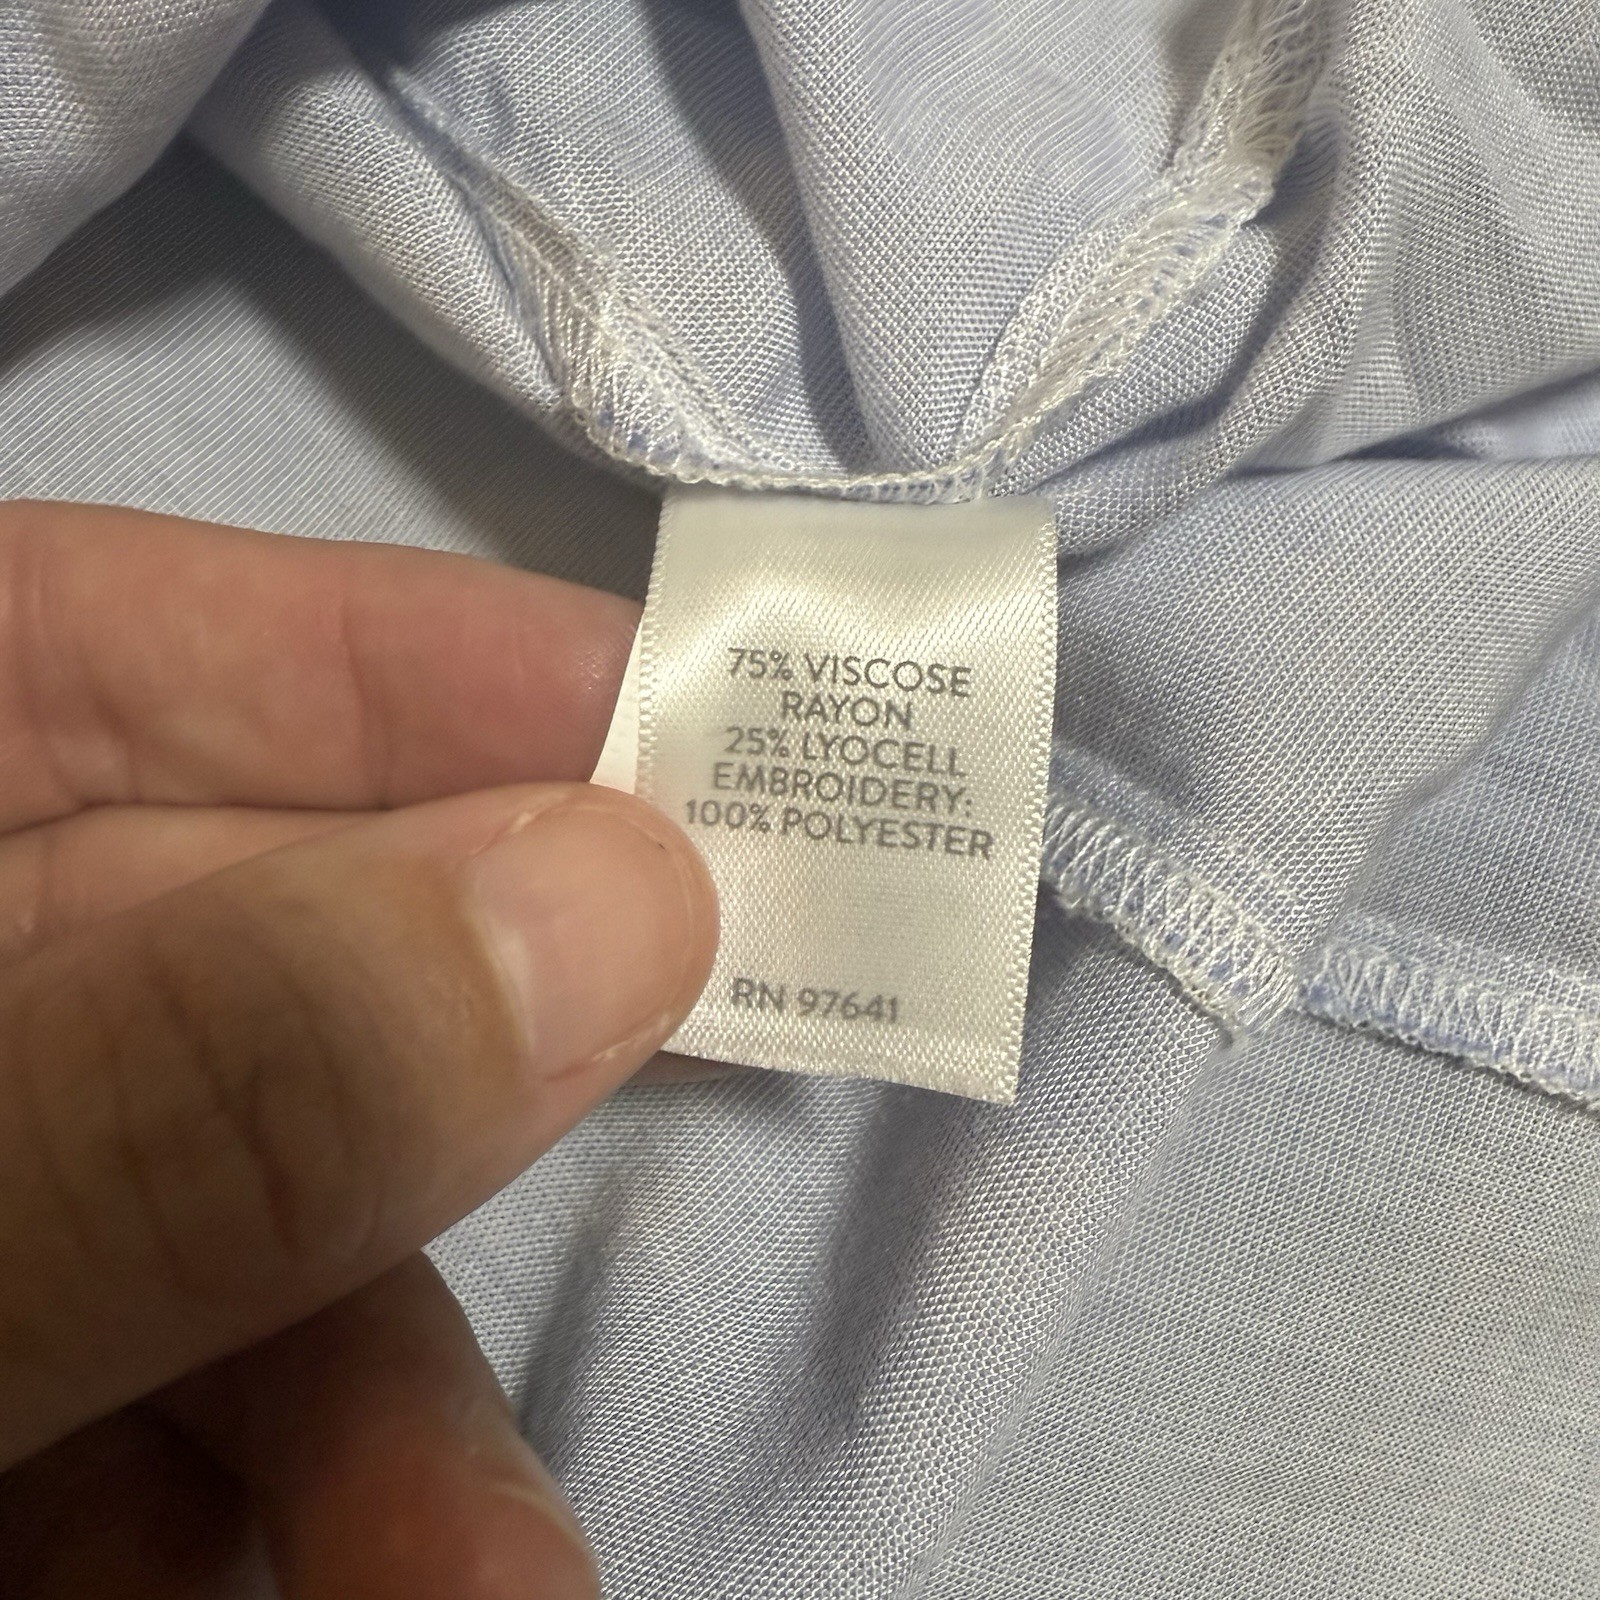 75% VISCOSE
RAYON
25% LYOCELL
EMBROIDERY:
100% POLYESTER
RN 97641